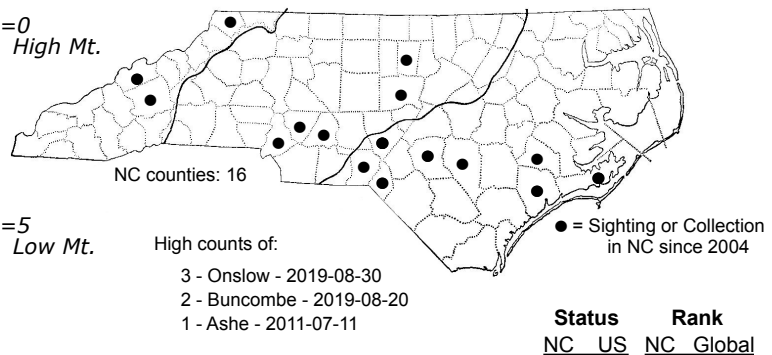 =0
High Mt.
NC counties: 16
=5
Low Mt.
High counts of:
3 - Onslow - 2019-08-30
2 - Buncombe - 2019-08-20
1 - Ashe - 2011-07-11
● = Sighting or Collection
in NC since 2004
Status Rank
NC US NC Global